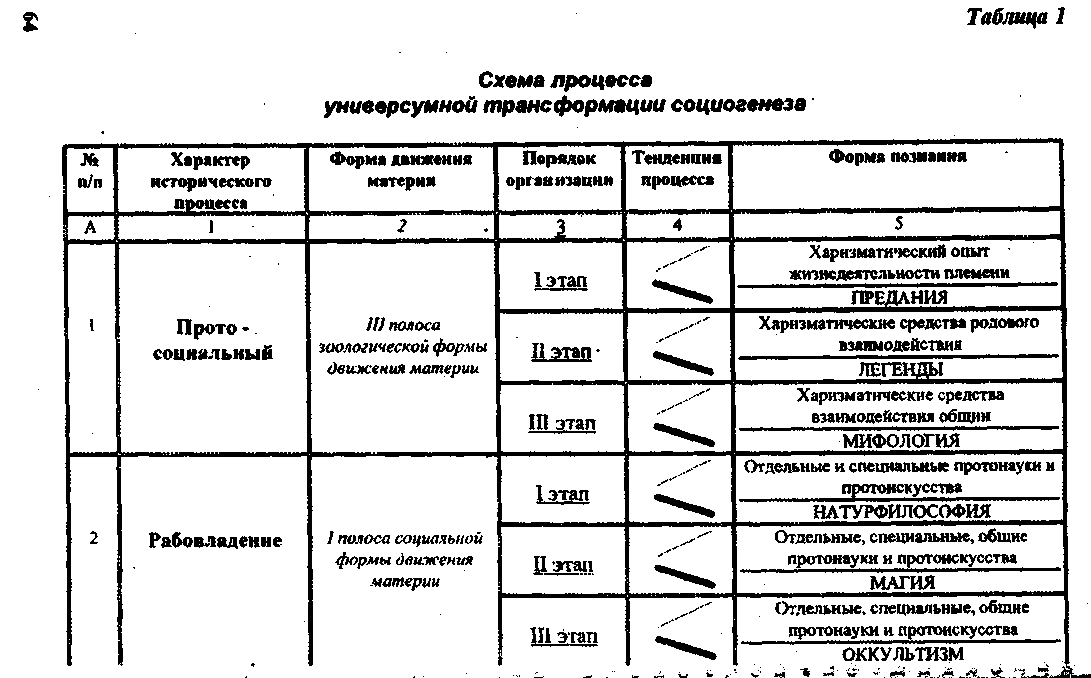 64
Таблица 1
Схема процесса
универсумной трансформации социогенеза
№ п/п
Характер исторического процесса
Форма движения материи
Порядок организации
Тенденция процесса
Форма познания
А 1 2 3 4 5
1
Прото -
социальный
III полоса
зоологической формы
движения материи
I этап
Харизматический опыт
жизнедеятельности племени
ПРЕДАНИЯ
II этап
Харизматические средства родового
взаимодействия
ЛЕГЕНДЫ
III этап
Харизматические средства
взаимодействия общин
МИФОЛОГИЯ
2
Рабовладение
I полоса социальной
формы движения
материи
I этап
Отдельные и специальные протонауки и
протоискусства
НАТУРФИЛОСОФИЯ
II этап
Отдельные, специальные, общие
протонауки и протоискусства
МАГИЯ
III этап
Отдельные, специальные, общие
протонауки и протоискусства
ОККУЛЬТИЗМ